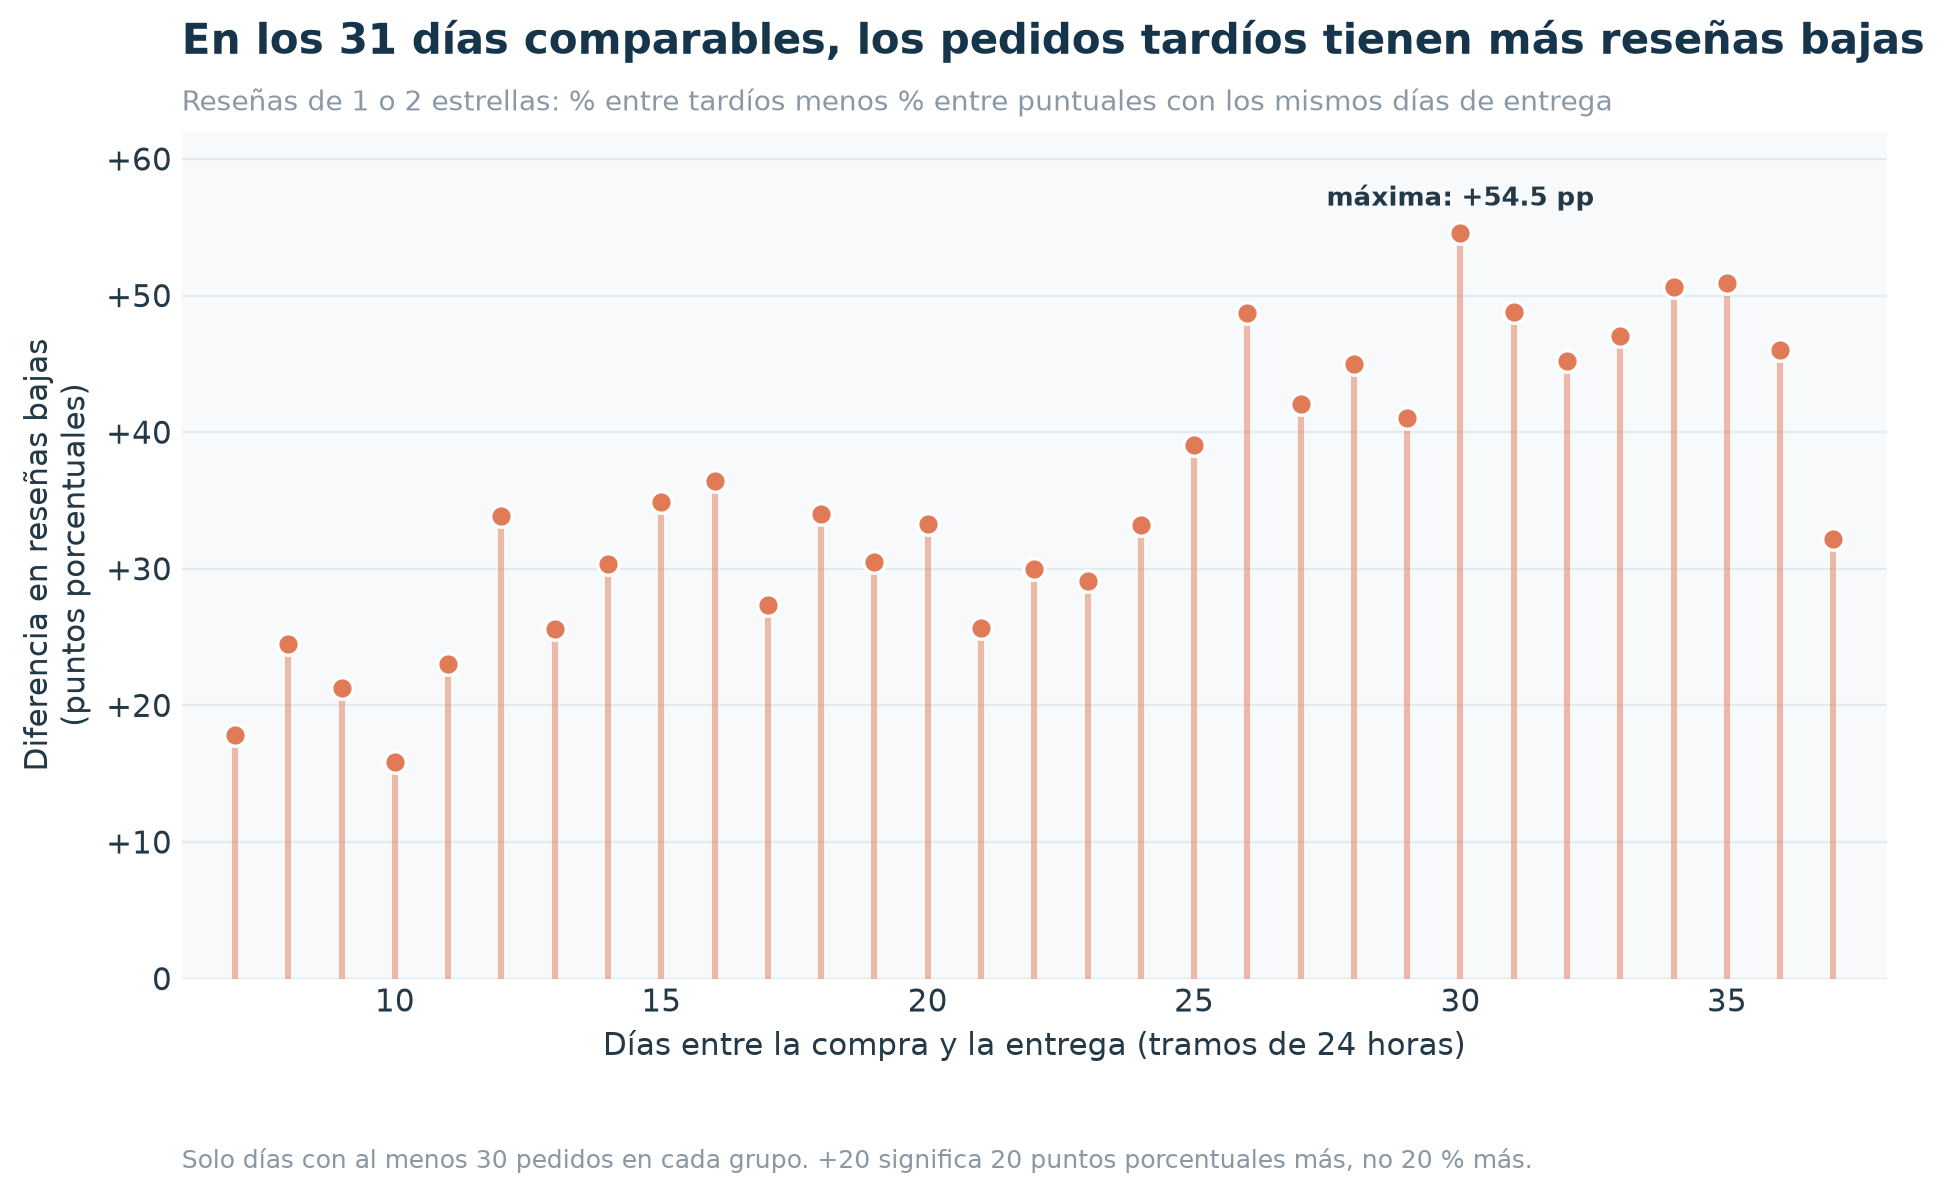 En los 31 días comparables, los pedidos tardíos tienen más reseñas bajas
Reseñas de 1 o 2 estrellas: % entre tardíos menos % entre puntuales con los mismos días de entrega
Diferencia en reseñas bajas
(puntos porcentuales)
+60
+50
+40
+30
+20
+10
0
máxima: +54.5 pp
10 15 20 25 30 35
Días entre la compra y la entrega (tramos de 24 horas)
Solo días con al menos 30 pedidos en cada grupo. +20 significa 20 puntos porcentuales más, no 20 % más.